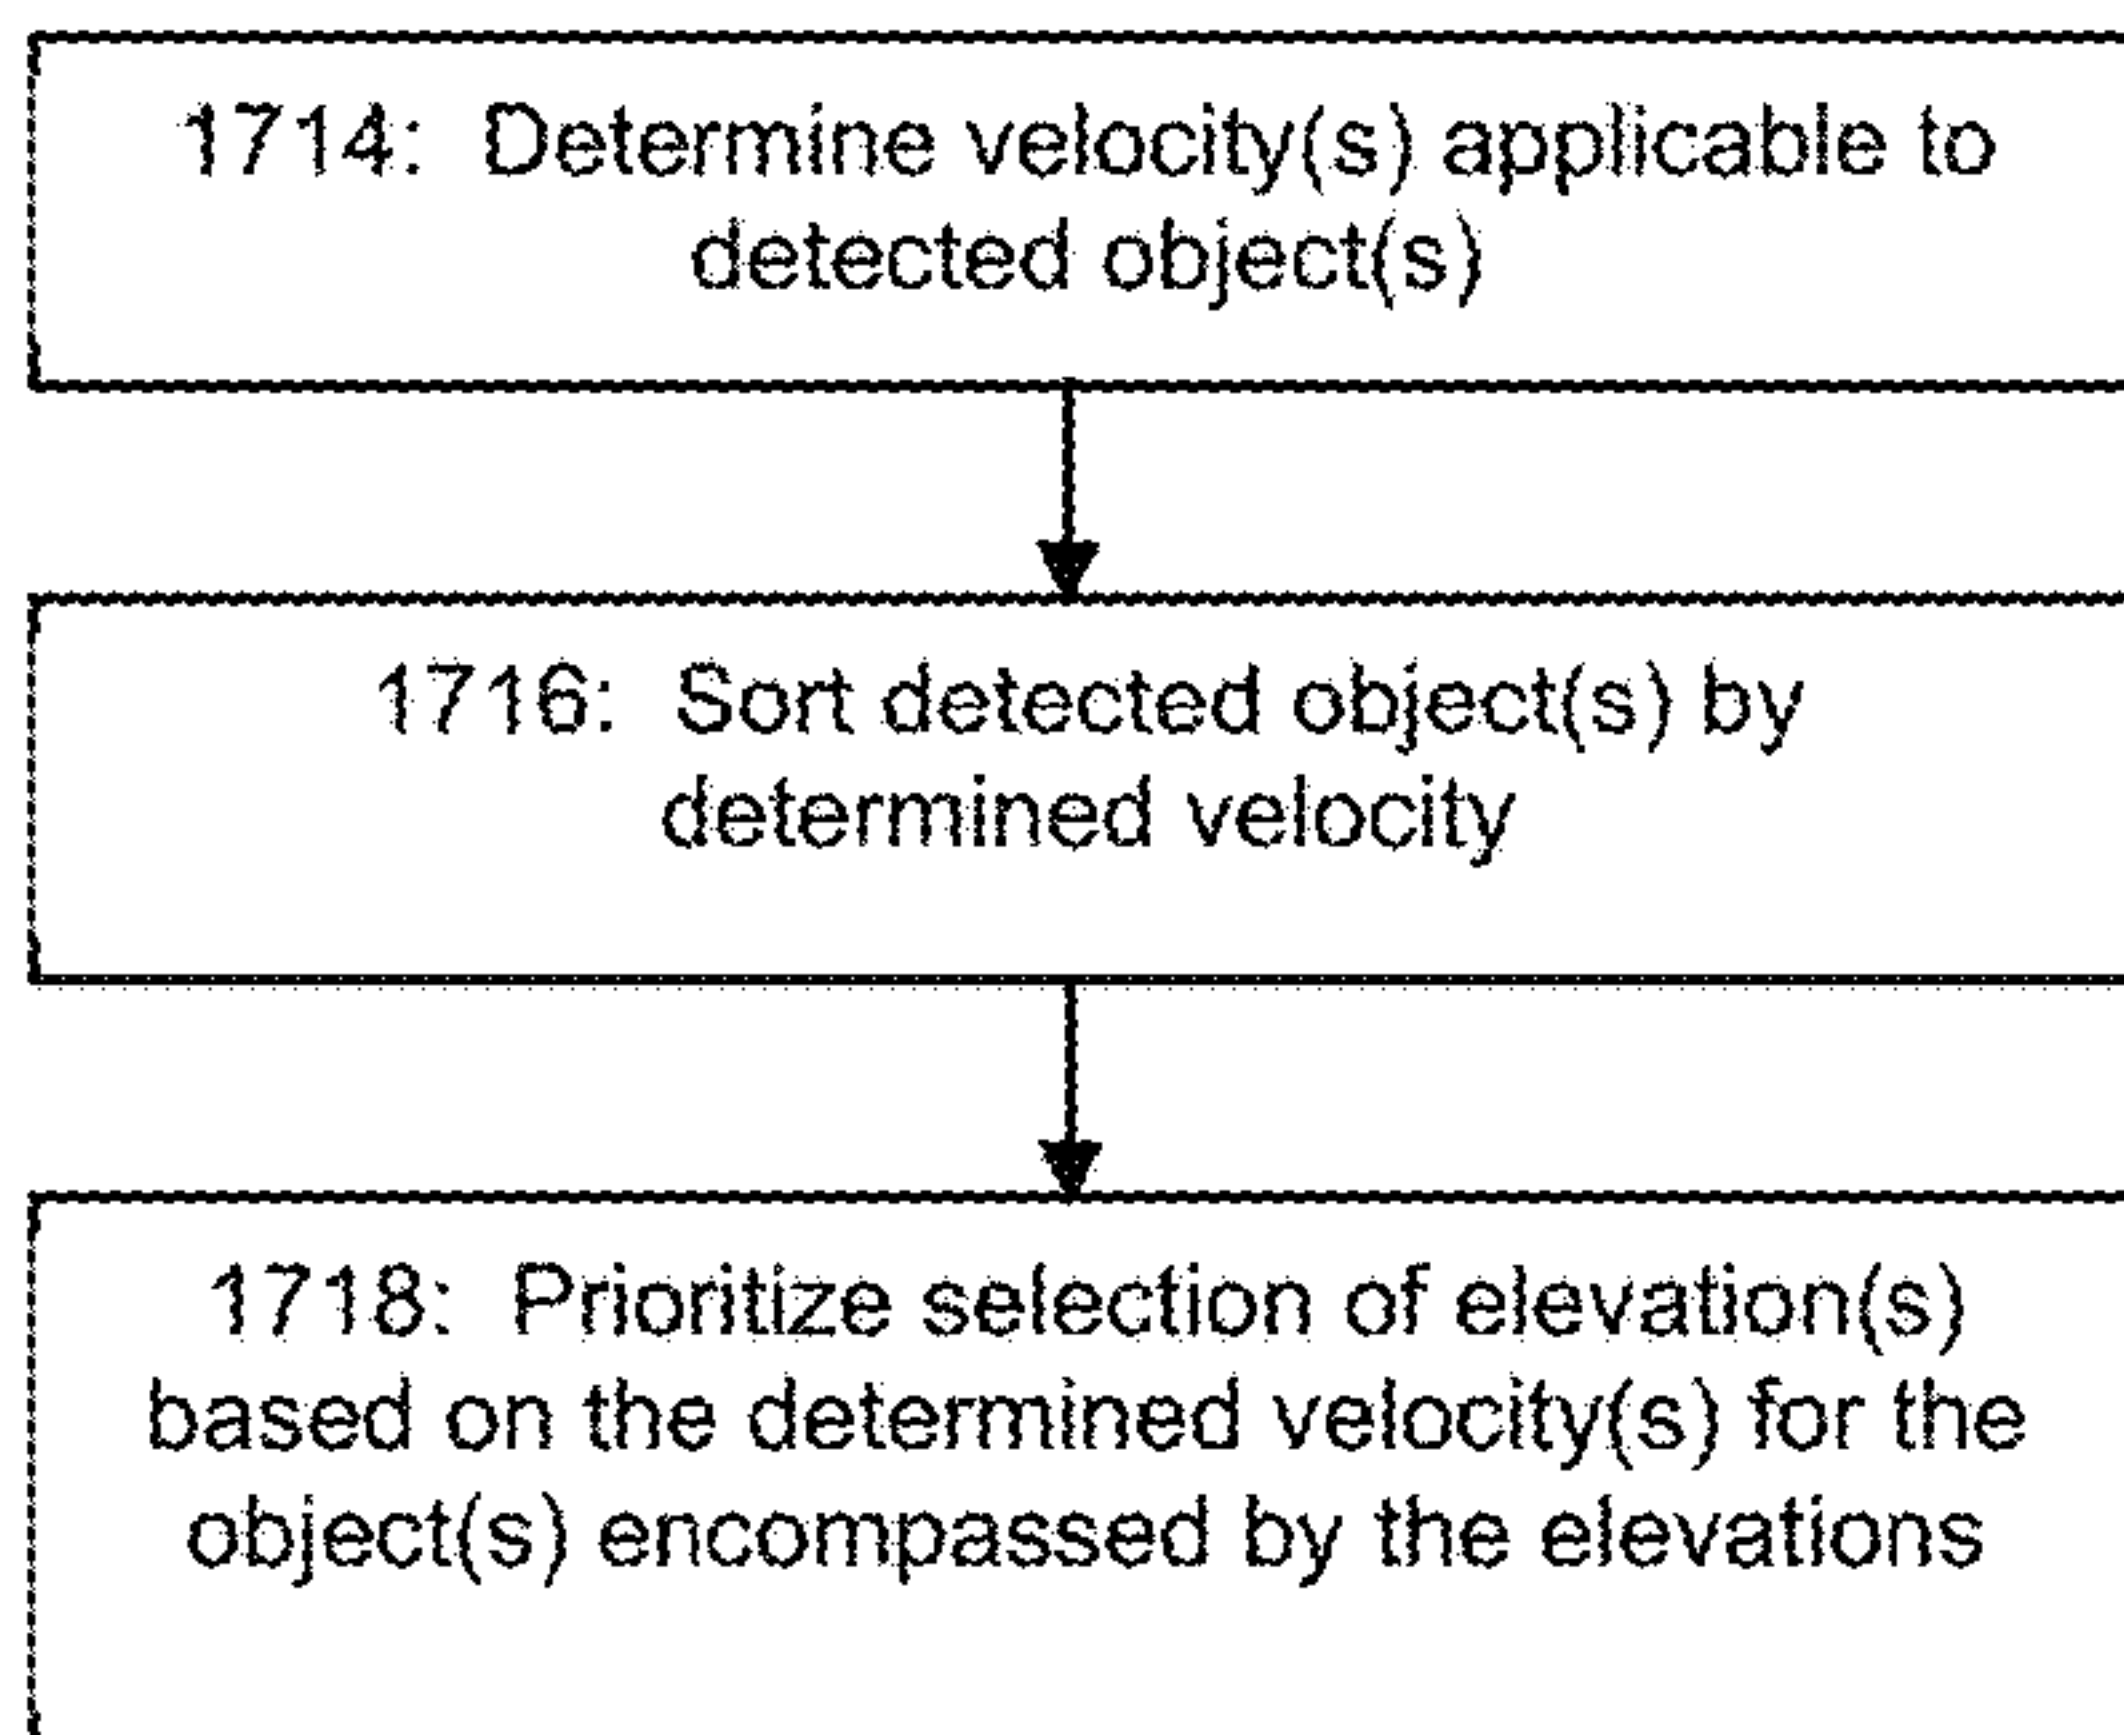 1714: Determine velocity(s) applicable to
detected object(s)
1716: Sort detected object(s) by
determined velocity
1718: Prioritize selection of elevation(s)
based on the determined velocity(s) for the
object(s) encompassed by the elevations